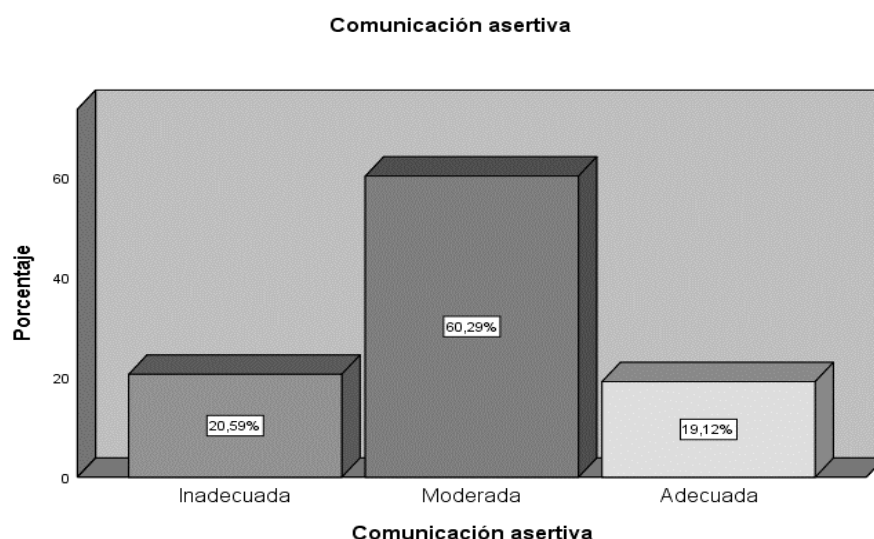 Comunicación asertiva
Porcentaje
60
40
20
0
20,59%
60,29%
19,12%
Inadecuada Moderada Adecuada
Comunicación asertiva